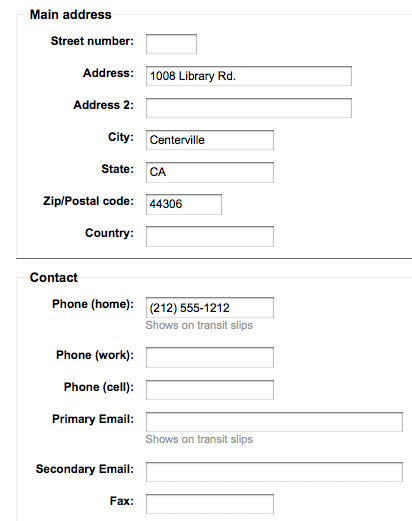 Main address
Street number:
Address: 1008 Library Rd.
Address 2:
City: Centerville
State: CA
Zip/Postal code: 44306
Country:
Contact
Phone (home): (212) 555-1212
Shows on transit slips
Phone (work):
Phone (cell):
Primary Email:
Shows on transit slips
Secondary Email:
Fax: